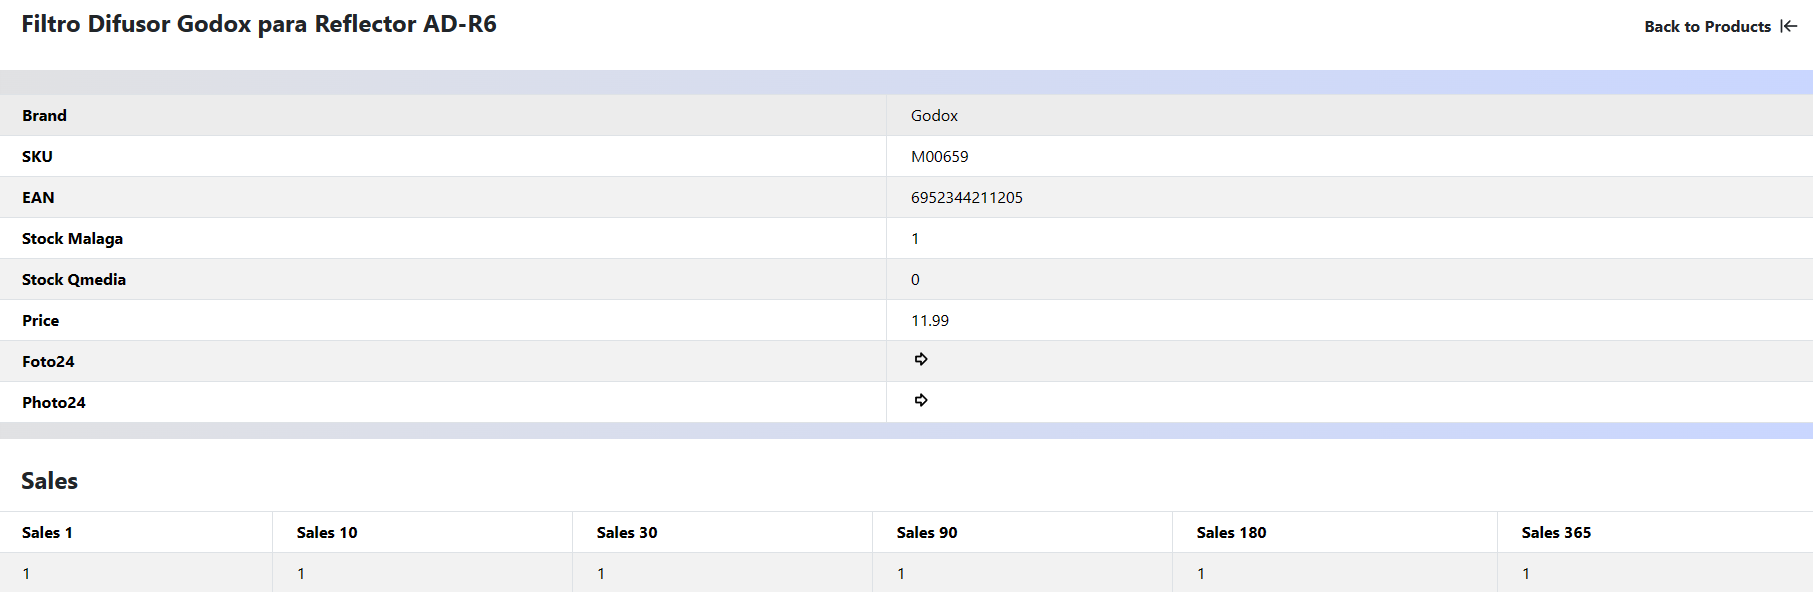 Filtro Difusor Godox para Reflector AD-R6
Back to Products
Brand Godox
SKU M00659
EAN 6952344211205
Stock Malaga 1
Stock Qmedia 0
Price 11.99
Foto24
Photo24
Sales
Sales 1 Sales 10 Sales 30 Sales 90 Sales 180 Sales 365
1 1 1 1 1 1